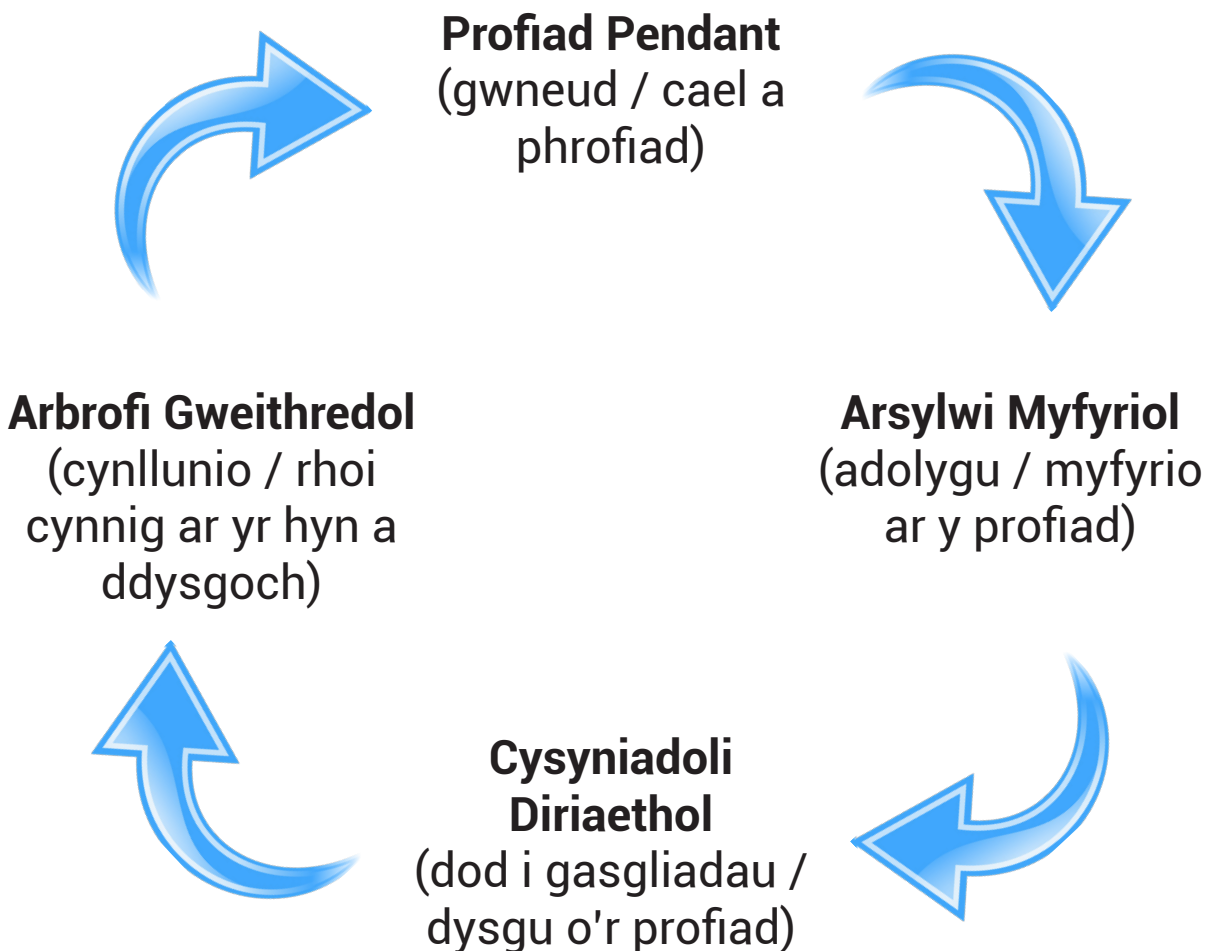 Profiad Pendant
(gwneud / cael a
phrofiad)
Arbrofi Gweithredol
(cynllunio / rhoi
cynnig ar yr hyn a
ddysgoch)
Arsylwi Myfyriol
(adolygu / myfyrio
ar y profiad)
Cysyniadoli
Diriaethol
(dod i gasgliadau /
dysgu o'r profiad)